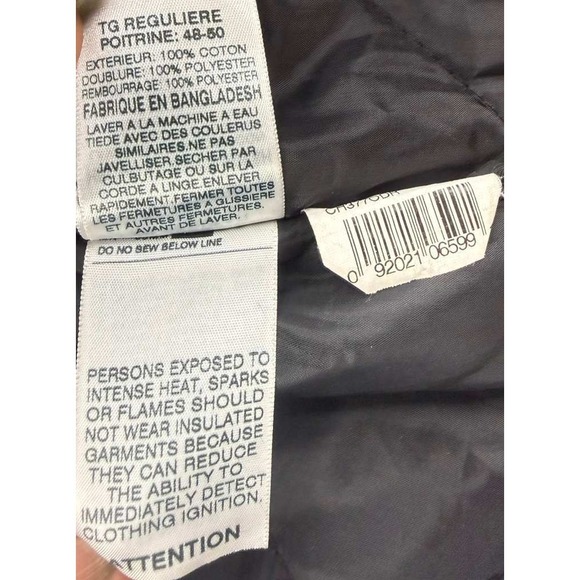 TG REGULIERE
POITRINE: 48-50
EXTERIEUR: 100% COTON
DOUBLURE: 100% POLYESTER
REMBOURRAGE: 100% POLYESTER
FABRIQUE EN BANGLADESH
LAVER A LA MACHINE A EAU
TIEDE AVEC DES COULERUS
SIMILAIRES.NE PAS
JAVELLISER.SECHER PAR
CULBUTAGE OU SUR LA
CORDE A LINGE.ENLEVER
RAPIDEMENT.FERMER TOUTES
LES FERMETURES A GLISSIERS
ET AUTRES FERMETURES
AVANT DE LAVER.
DO NO SEW BELOW LINE
PERSONS EXPOSED TO
INTENSE HEAT, SPARKS
OR FLAMES SHOULD
NOT WEAR INSULATED
GARMENTS BECAUSE
THEY CAN REDUCE
THE ABILITY TO
IMMEDIATELY DETECT
CLOTHING IGNITION.
ATTENTION
0 92021 06599